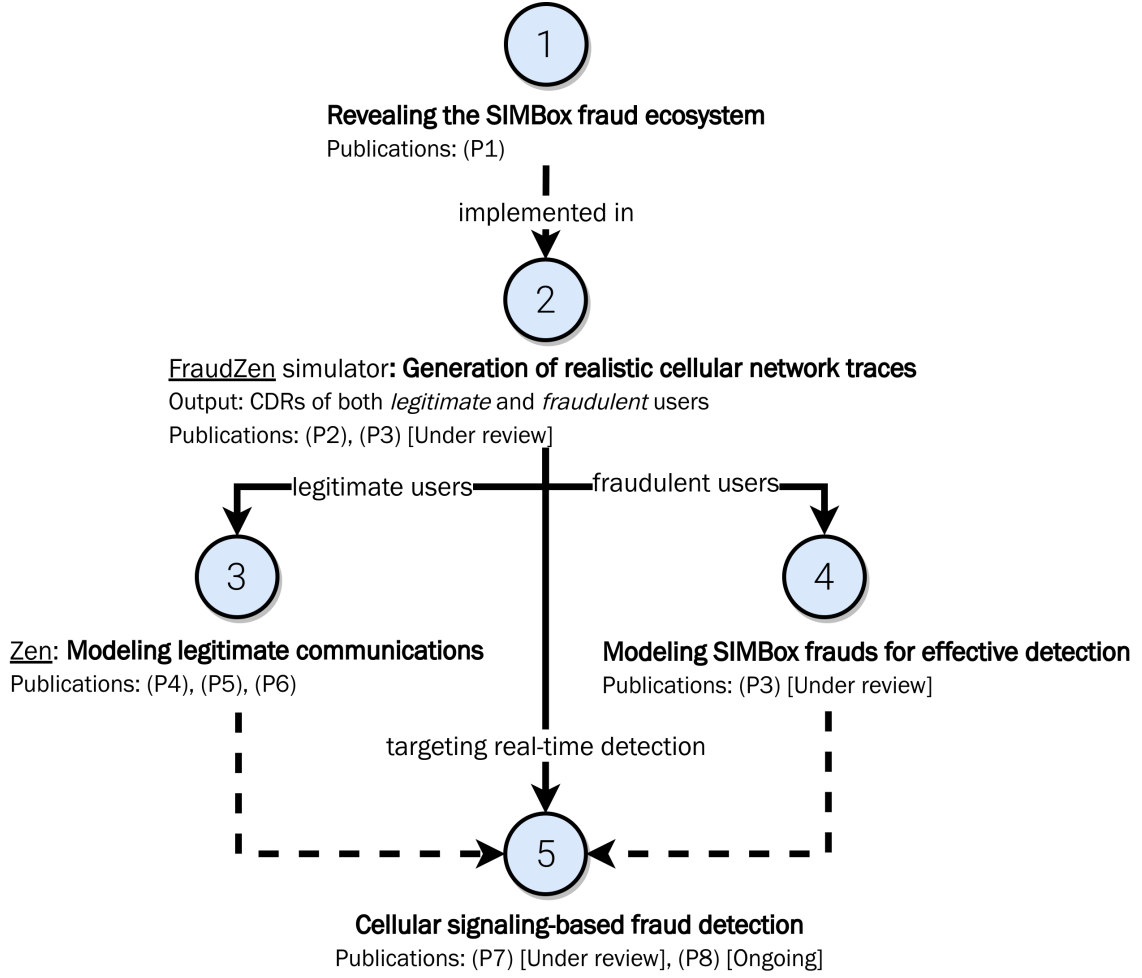 1
Revealing the SIMBox fraud ecosystem
Publications: (P1)
implemented in
2
FraudZen simulator: Generation of realistic cellular network traces
Output: CDRs of both legitimate and fraudulent users
Publications: (P2), (P3) [Under review]
legitimate users
fraudulent users
3
4
Zen: Modeling legitimate communications
Publications: (P4), (P5), (P6)
Modeling SIMBox frauds for effective detection
Publications: (P3) [Under review]
targeting real-time detection
5
Cellular signaling-based fraud detection
Publications: (P7) [Under review], (P8) [Ongoing]